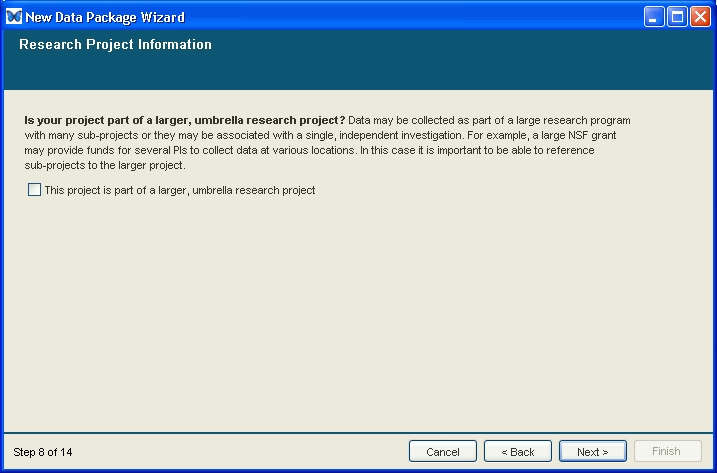 New Data Package Wizard
Research Project Information
Is your project part of a larger, umbrella research project? Data may be collected as part of a large research program
with many sub-projects or they may be associated with a single, independent investigation. For example, a large NSF grant
may provide funds for several PIs to collect data at various locations. In this case it is important to be able to reference
sub-projects to the larger project.
This project is part of a larger, umbrella research project
Step 8 of 14
Cancel
< Back
Next >
Finish